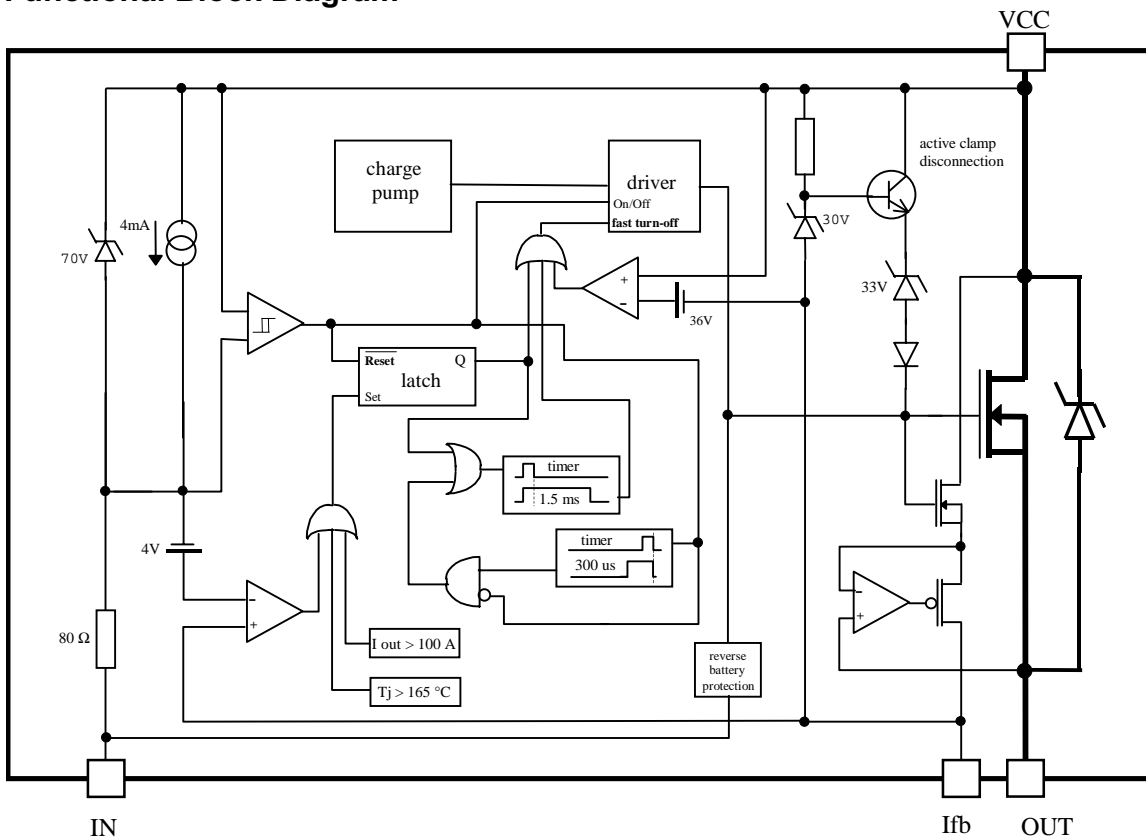 Functional Block Diagram
VCC
active clamp
disconnection
charge
pump
driver
On/Off
fast turn-off
4mA
70V
30V
33V
36V
+
-
Reset
Q
latch
Set
timer
1.5 ms
4V
timer
300 us
-
+
-
+
80 Ω
I out > 100 A
Tj > 165 °C
reverse
battery
protection
IN
Ifb
OUT